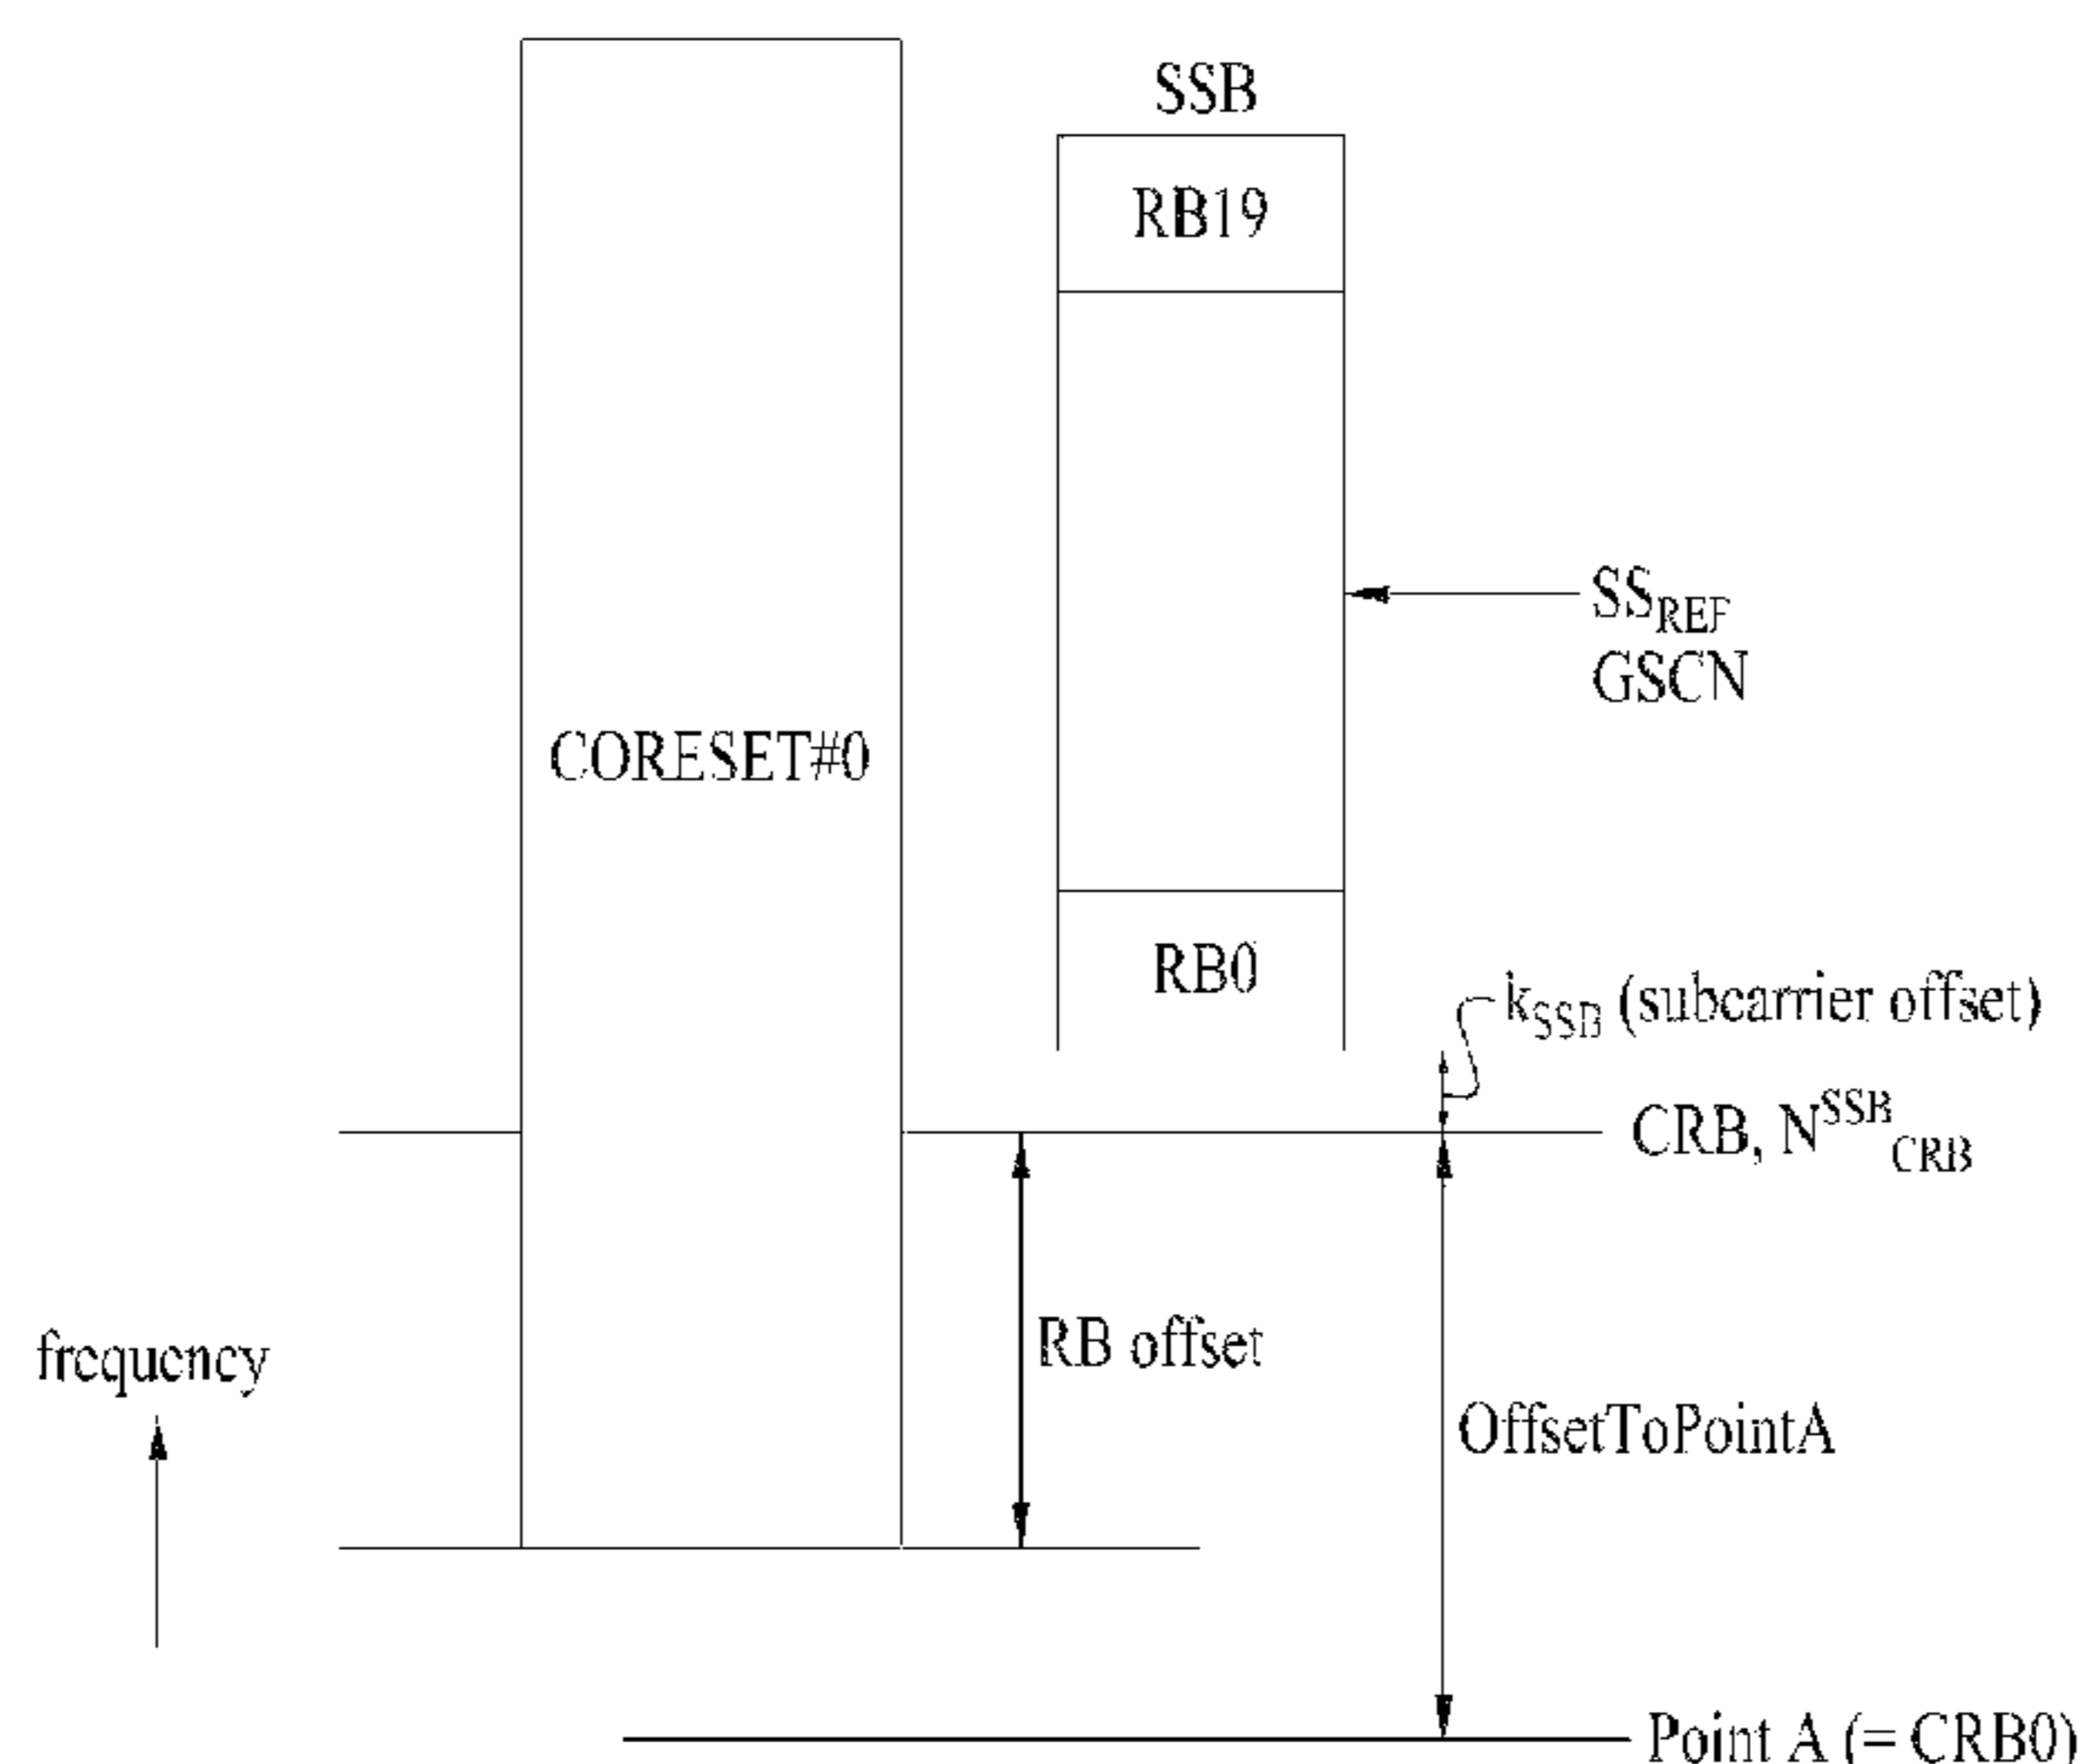 SSB
RB19
SS_REF
GSCN
CORESET#0
RB0
k_SSB (subcarrier offset)
CRB, N^SSB_CRB
RB offset
frequency
OffsetToPointA
Point A (= CRB0)